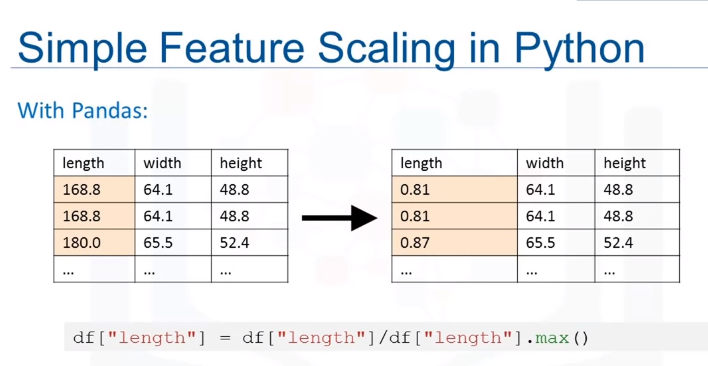 Simple Feature Scaling in Python
With Pandas:
length width height
168.8 64.1 48.8
168.8 64.1 48.8
180.0 65.5 52.4
... ... ...
length width height
0.81 64.1 48.8
0.81 64.1 48.8
0.87 65.5 52.4
... ... ...
df["length"] = df["length"]/df["length"].max()